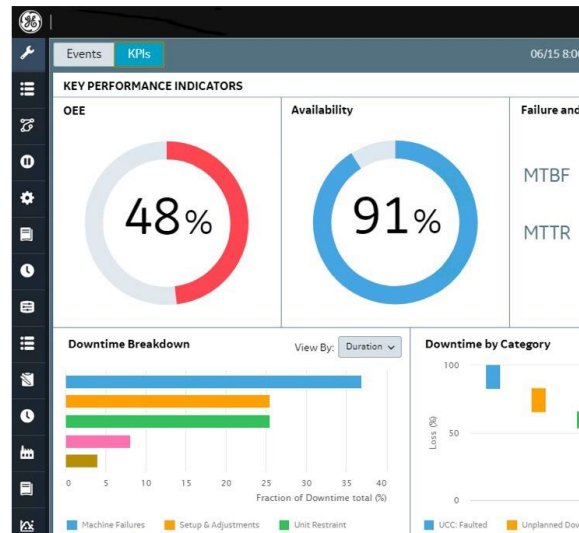 Events KPIs 06/15 8:0
KEY PERFORMANCE INDICATORS
OEE Availability Failure and
48% 91% MTBF
MTTR
Downtime Breakdown View By: Duration Downtime by Category
100
50
0
Loss (%)
0 5 10 15 20 25 30 35 40
Fraction of Downtime total (%)
Machine Failures Setup & Adjustments Unit Restraint UCC: Faulted Unplanned Dow